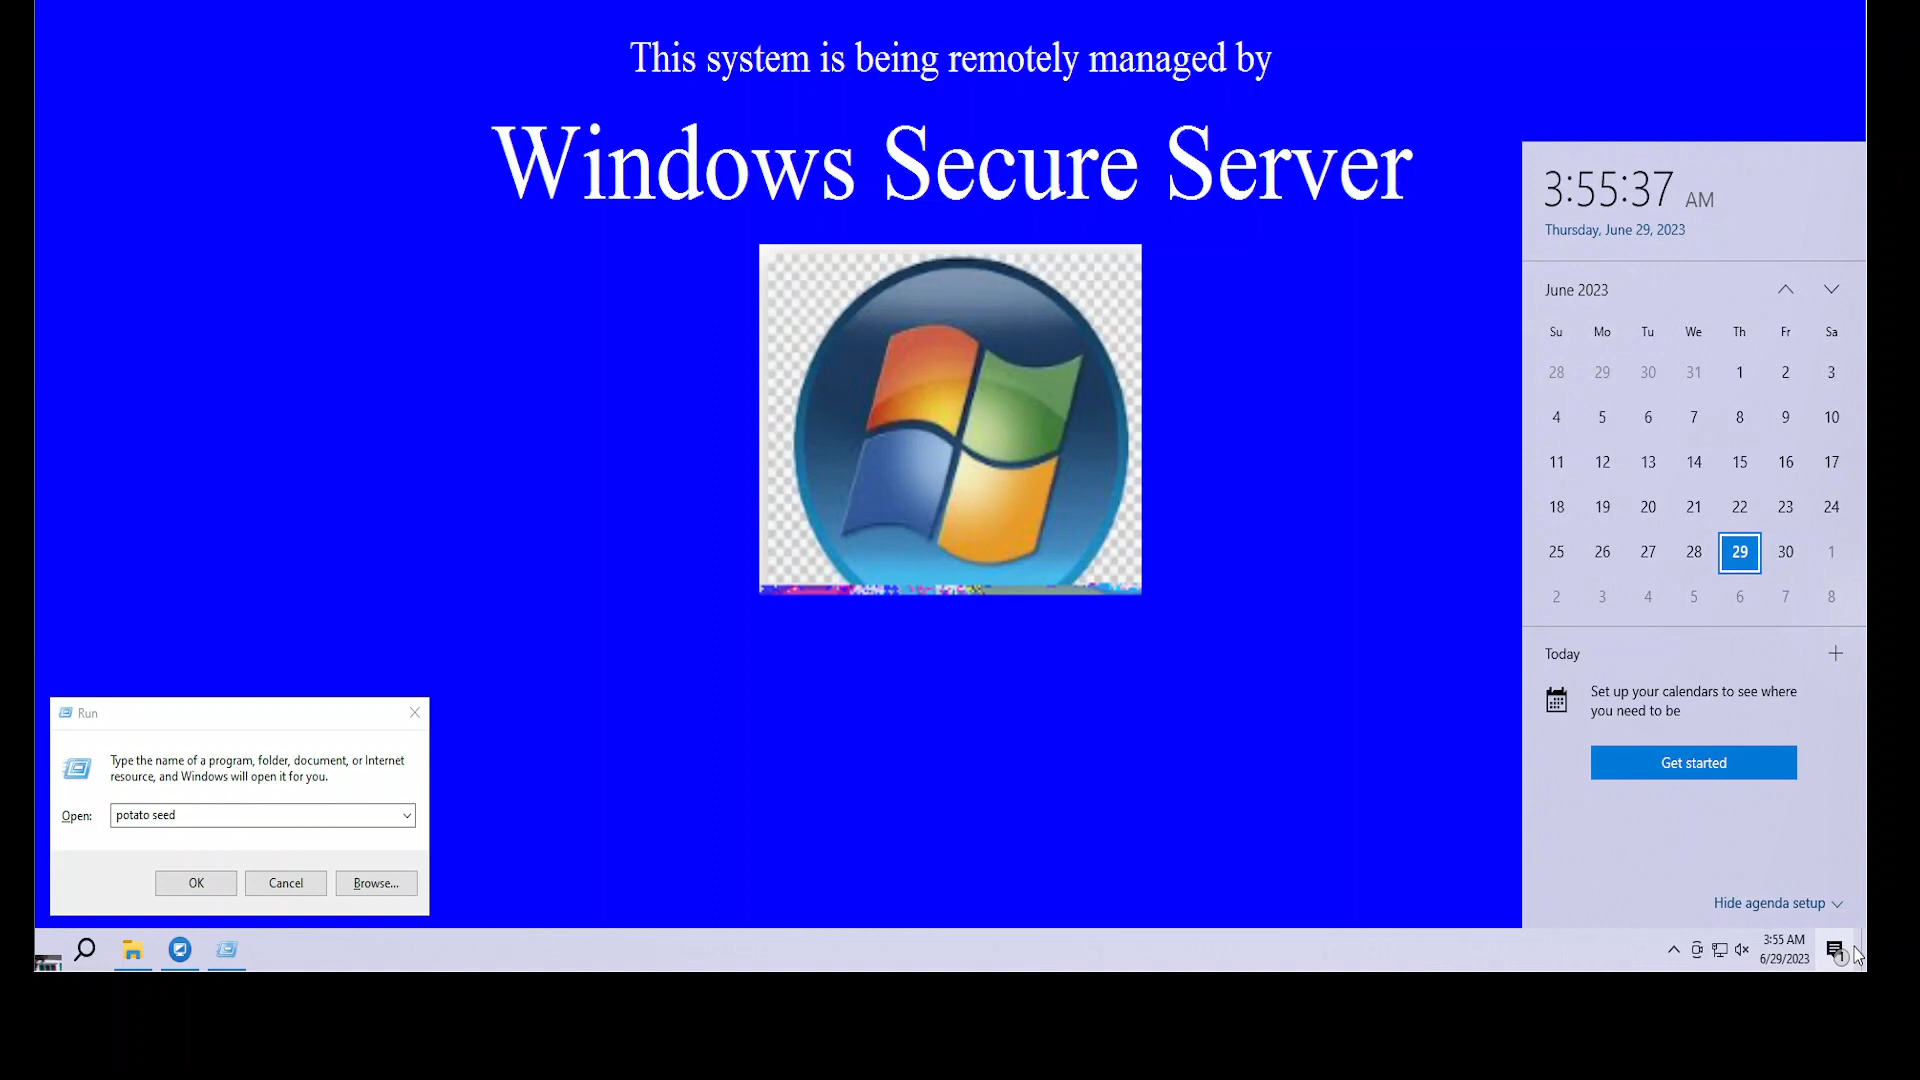 This system is being remotely managed by
Windows Secure Server
3:55:37 AM
Thursday, June 29, 2023
June 2023
Su Mo Tu We Th Fr Sa
28 29 30 31 1 2 3
4 5 6 7 8 9 10
11 12 13 14 15 16 17
18 19 20 21 22 23 24
25 26 27 28 29 30 1
2 3 4 5 6 7 8
Today
Set up your calendars to see where
you need to be
Get started
Hide agenda setup
Run
Type the name of a program, folder, document, or Internet
resource, and Windows will open it for you.
Open: potato seed
OK Cancel Browse...
3:55 AM
6/29/2023
1